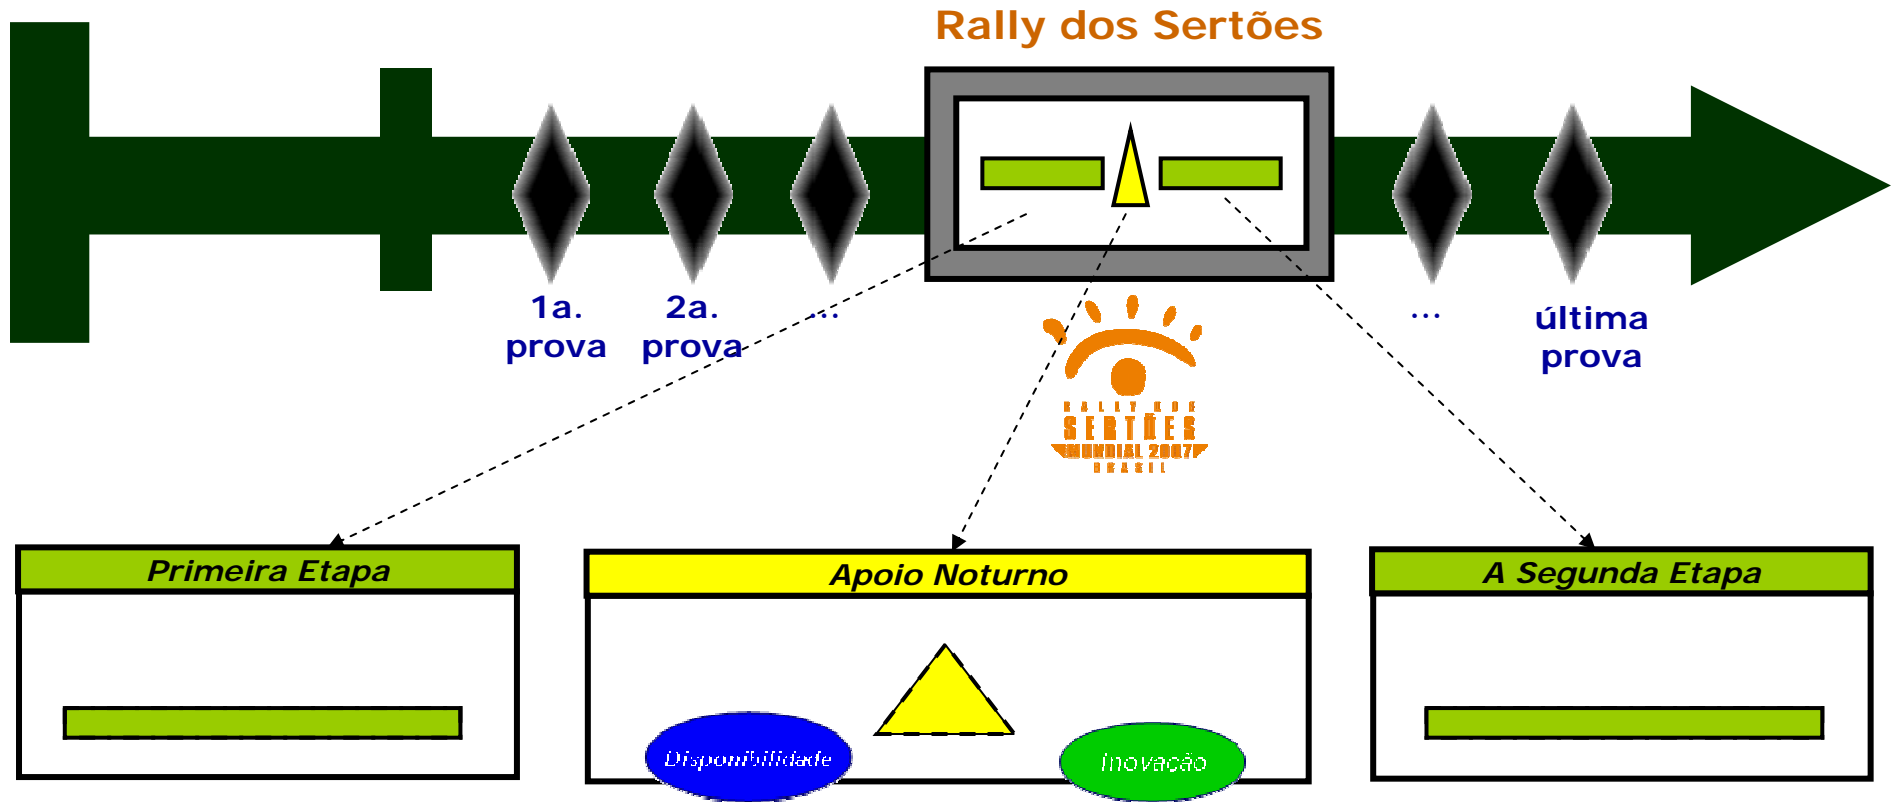 Rally dos Sertões
1a.
prova
2a.
prova
...
...
última
prova
RALLY DOS
SERTÕES
MUNDIAL 2007
BRASIL
Primeira Etapa
Apoio Noturno
A Segunda Etapa
Disponibilidade
Inovação